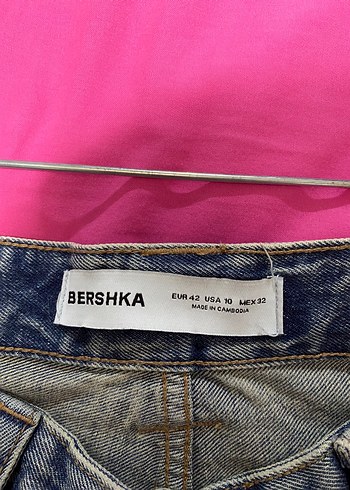 BERSHKA
EUR 42 USA 10 MEX 32
MADE IN CAMBODIA